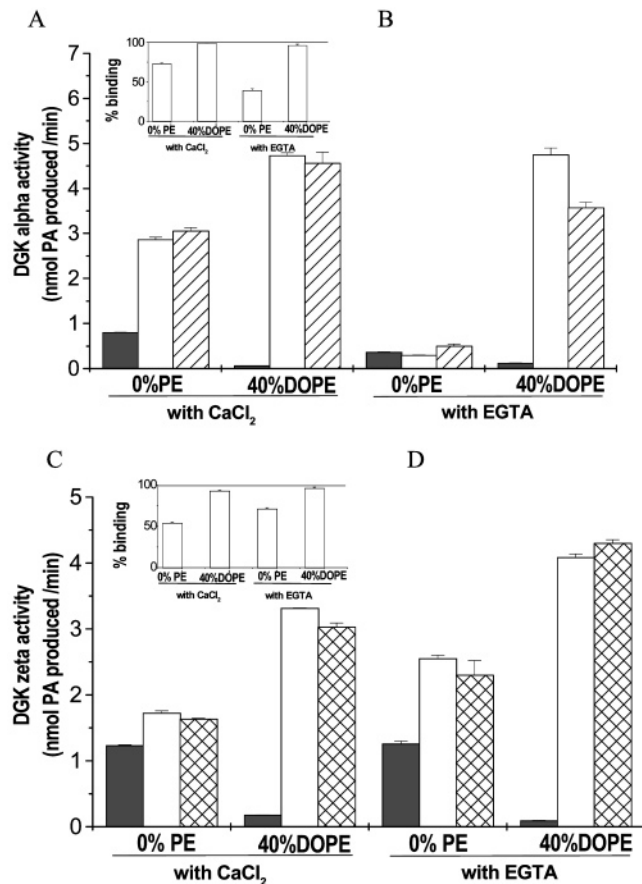 A
B
7
6
5
4
3
2
1
0
DGK alpha activity
(nmol PA produced /min)
100
50
0
% binding
0% PE
40%DOPE
0% PE
40%DOPE
with CaCl₂
with EGTA
0%PE
40%DOPE
0%PE
40%DOPE
with CaCl₂
with EGTA
C
D
5
4
3
2
1
0
DGK zeta activity
(nmol PA produced /min)
100
50
0
% binding
0% PE
40%DOPE
0% PE
40%DOPE
with CaCl₂
with EGTA
0% PE
40%DOPE
0% PE
40%DOPE
with CaCl₂
with EGTA